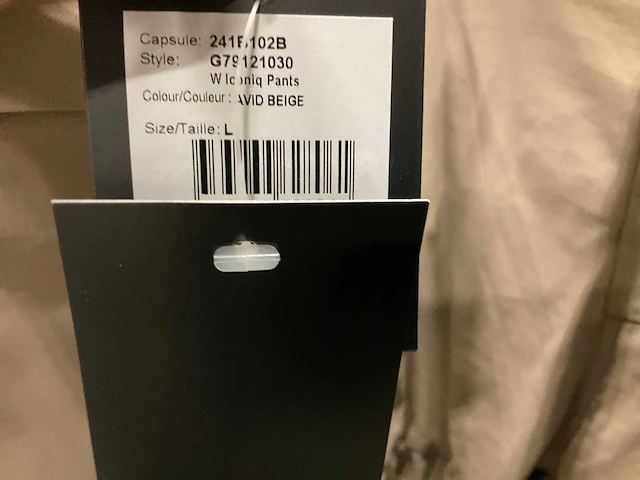 Capsule: 241B102B
Style: G79121030
W Iconiq Pants
Colour/Couleur : AVID BEIGE
Size/Taille: L